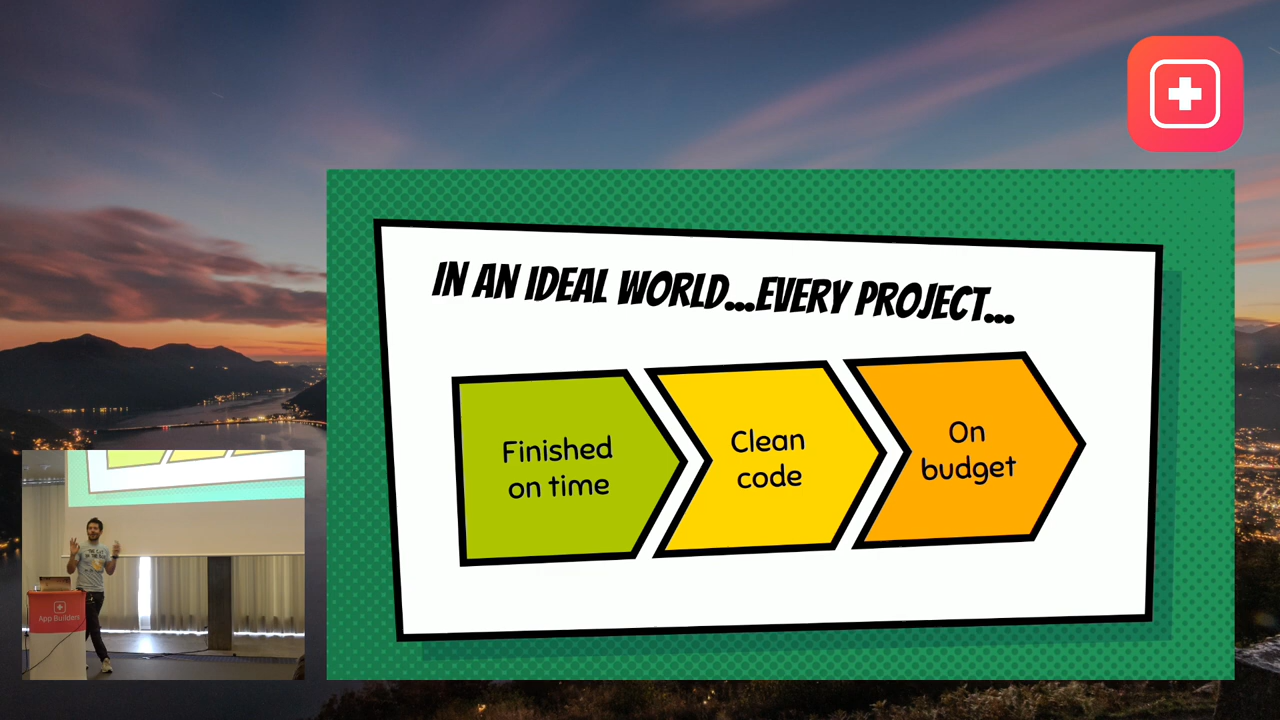 IN AN IDEAL WORLD...EVERY PROJECT...
Finished
on time
Clean
code
On
budget
App Builders